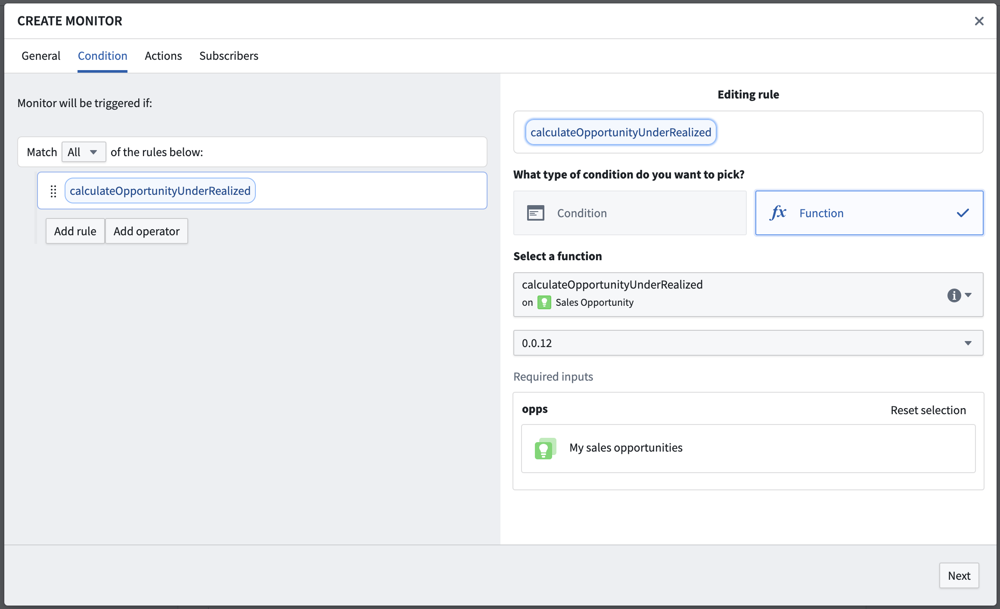 CREATE MONITOR
General Condition Actions Subscribers
Monitor will be triggered if:
Match All of the rules below:
calculateOpportunityUnderRealized
Add rule Add operator
Editing rule
calculateOpportunityUnderRealized
What type of condition do you want to pick?
Condition
fx Function
Select a function
calculateOpportunityUnderRealized
on Sales Opportunity
0.0.12
Required inputs
opps Reset selection
My sales opportunities
Next